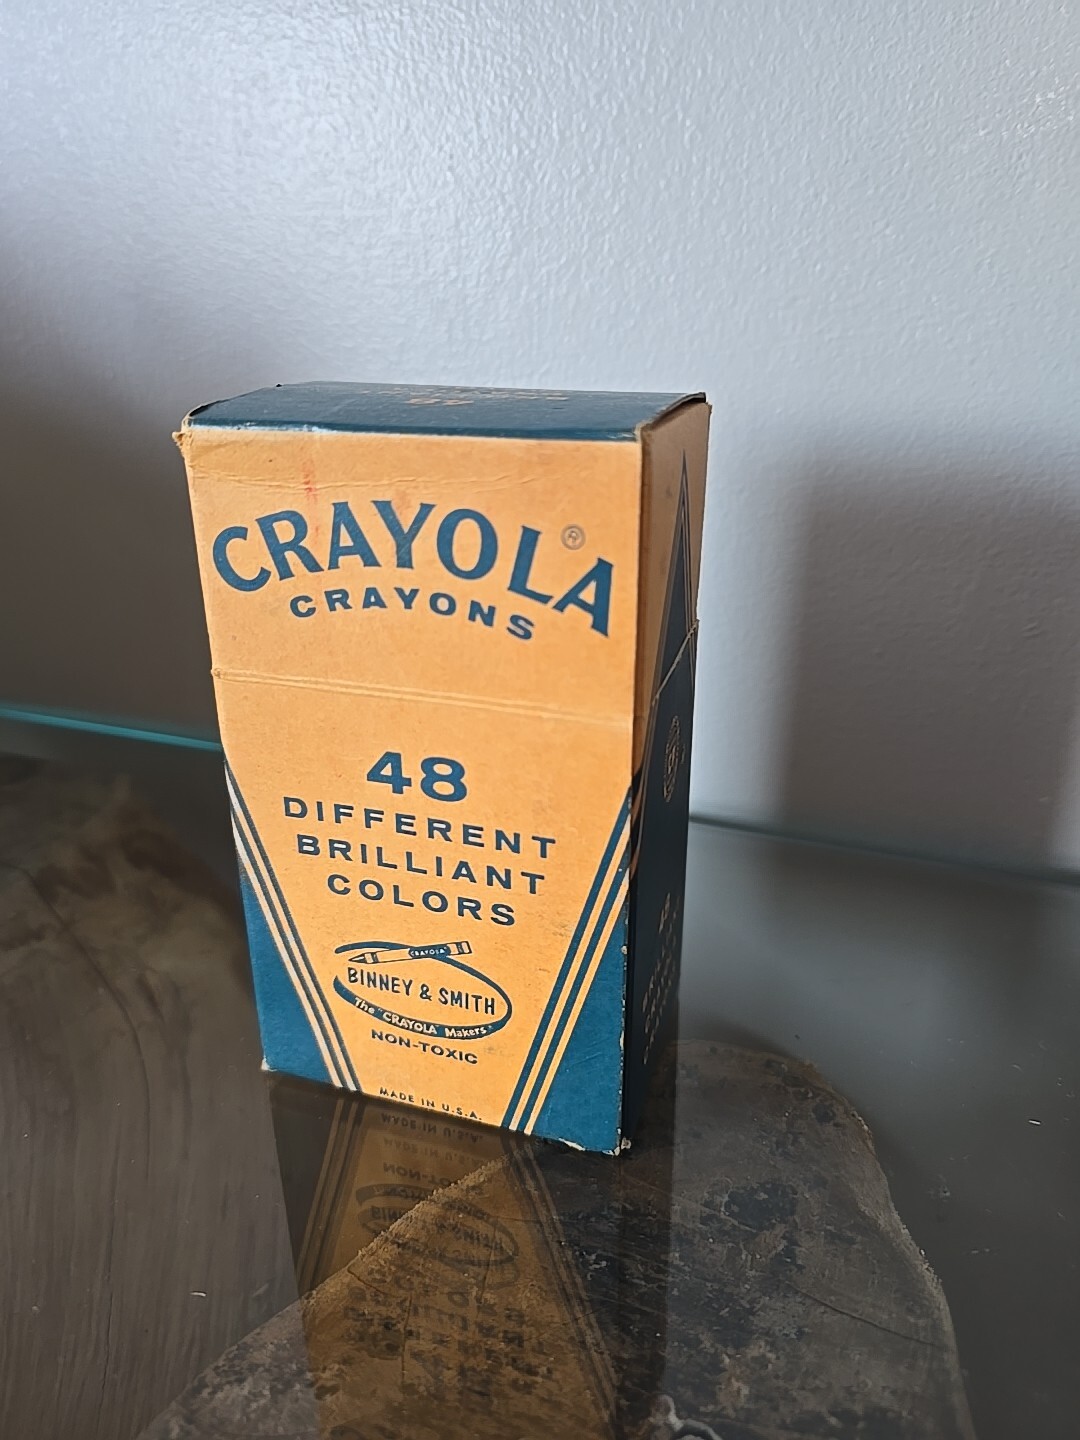 CRAYOLA®
CRAYONS
48
DIFFERENT
BRILLIANT
COLORS
CRAYOLA
BINNEY & SMITH
The "CRAYOLA" Makers
NON-TOXIC
MADE IN U.S.A.